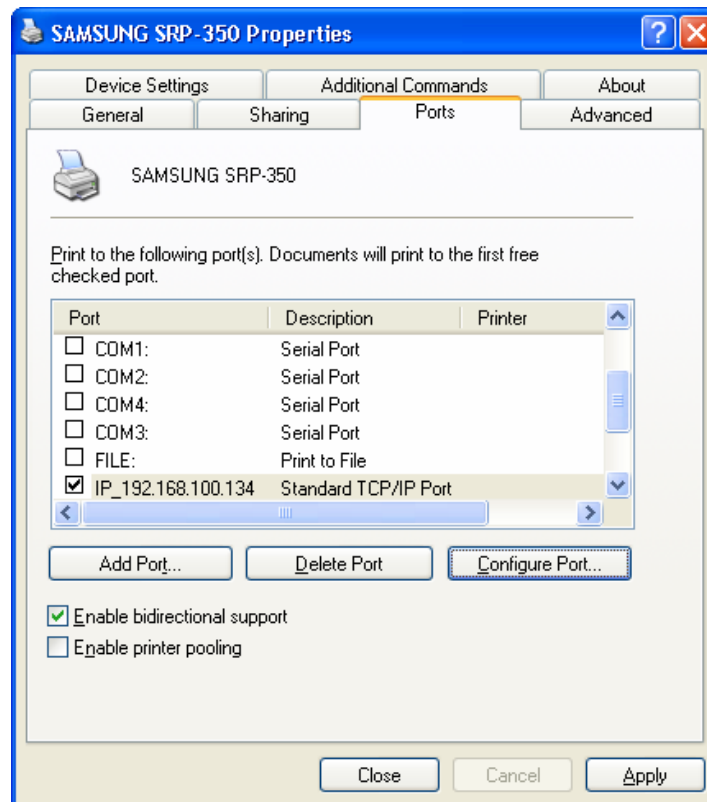 SAMSUNG SRP-350 Properties
Device Settings Additional Commands About
General Sharing Ports Advanced
SAMSUNG SRP-350
Print to the following port(s). Documents will print to the first free
checked port.
Port Description Printer
COM1: Serial Port
COM2: Serial Port
COM4: Serial Port
COM3: Serial Port
FILE: Print to File
IP_192.168.100.134 Standard TCP/IP Port
Add Port... Delete Port Configure Port...
Enable bidirectional support
Enable printer pooling
Close Cancel Apply